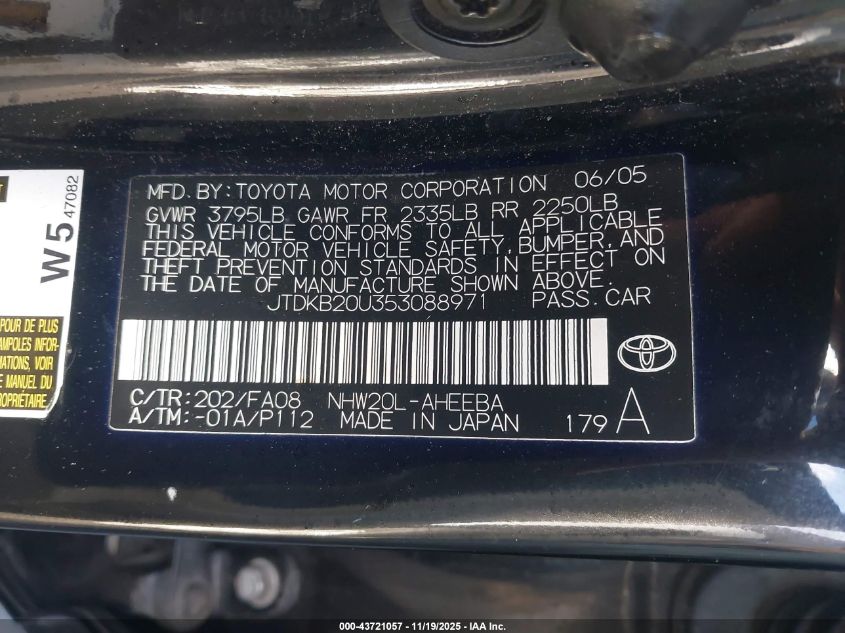 MFD. BY: TOYOTA MOTOR CORPORATION 06/05
GVWR 3795LB GAWR FR 2335LB RR 2250LB
THIS VEHICLE CONFORMS TO ALL APPLICABLE
FEDERAL MOTOR VEHICLE SAFETY, BUMPER, AND
THEFT PREVENTION STANDARDS IN EFFECT ON
THE DATE OF MANUFACTURE SHOWN ABOVE.
JTDKB20U353088971 PASS. CAR
C/TR: 202/FA08 NHW20L-AHEEBA
A/TM: -01A/P112 MADE IN JAPAN 179 A
W5 47082
POUR DE PLUS
AMPOLES INFOR-
MATIONS, VOIR
E MANUEL DU
PROPRIÉTAIRE
000-43721057 - 11/19/2025 - IAA Inc.